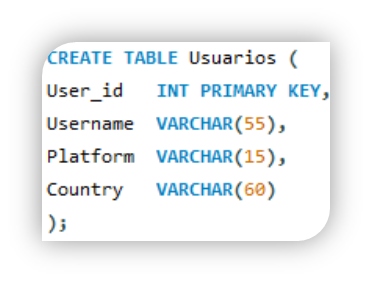 CREATE TABLE Usuarios (
User_id INT PRIMARY KEY,
Username VARCHAR(55),
Platform VARCHAR(15),
Country VARCHAR(60)
);